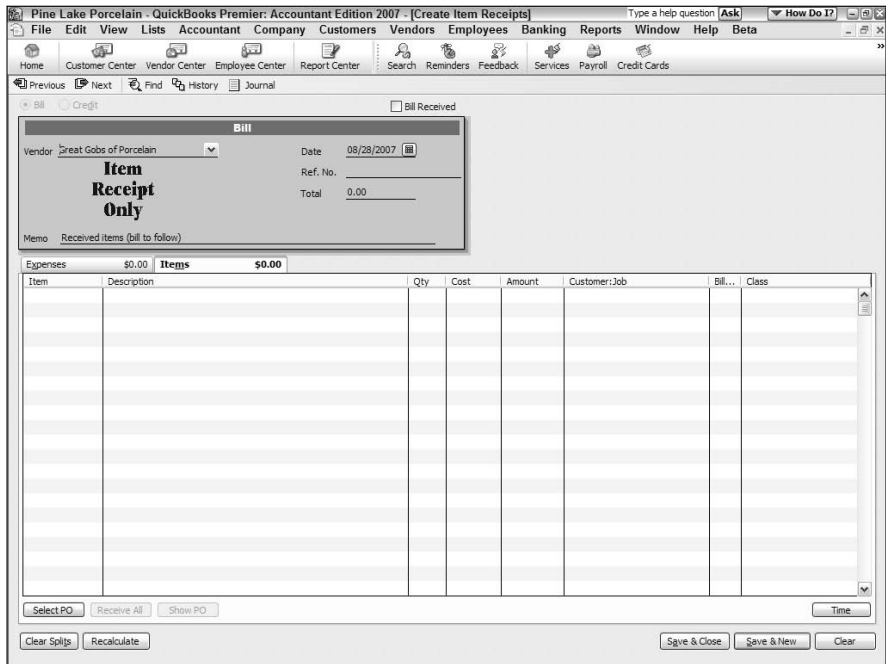 Pine Lake Porcelain - QuickBooks Premier: Accountant Edition 2007 - [Create Item Receipts] Type a help question Ask How Do I?
File Edit View Lists Accountant Company Customers Vendors Employees Banking Reports Window Help Beta
Home Customer Center Vendor Center Employee Center Report Center Search Reminders Feedback Services Payroll Credit Cards
Previous Next Find History Journal
Bill Credit Bill Received
Bill
Vendor Great Gobs of Porcelain Date 08/28/2007
Item Ref. No.
Receipt Total 0.00
Only
Memo Received items (bill to follow)
Expenses $0.00 Items $0.00
Item Description Qty Cost Amount Customer:Job Bill... Class
Select PO Receive All Show PO Time
Clear Splits Recalculate Save & Close Save & New Clear